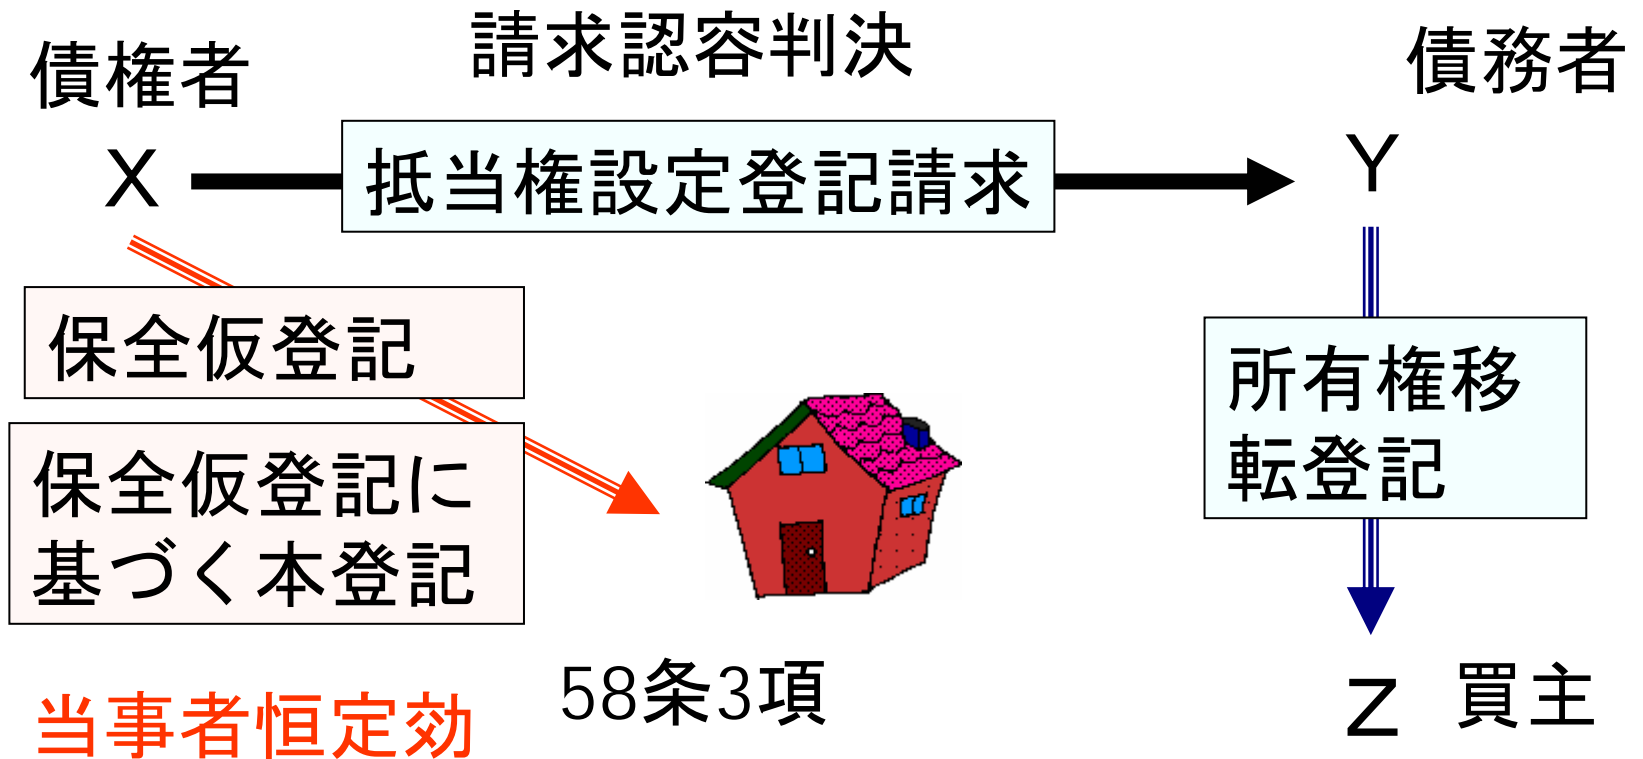 請求認容判決
債権者
債務者
X
抵当権設定登記請求
Y
保全仮登記
所有権移
転登記
保全仮登記に
基づく本登記
58条3項
当事者恒定効
Z
買主